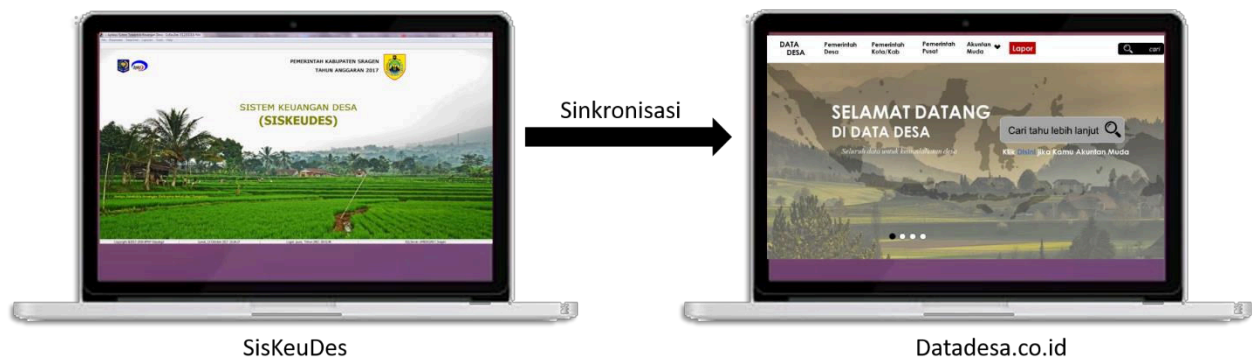 PEMERINTAH KABUPATEN SRAGEN
TAHUN ANGGARAN 2017
SISTEM KEUANGAN DESA
(SISKEUDES)
SisKeuDes
Sinkronisasi
DATA
DESA
Pemerintah
Desa
Pemerintah
Kota/Kab
Pemerintah
Pusat
Akuntan
Muda
Lapor
cari
SELAMAT DATANG
DI DATA DESA
Cari tahu lebih lanjut
Klik Disini jika Kamu Akuntan Muda
Datadesa.co.id